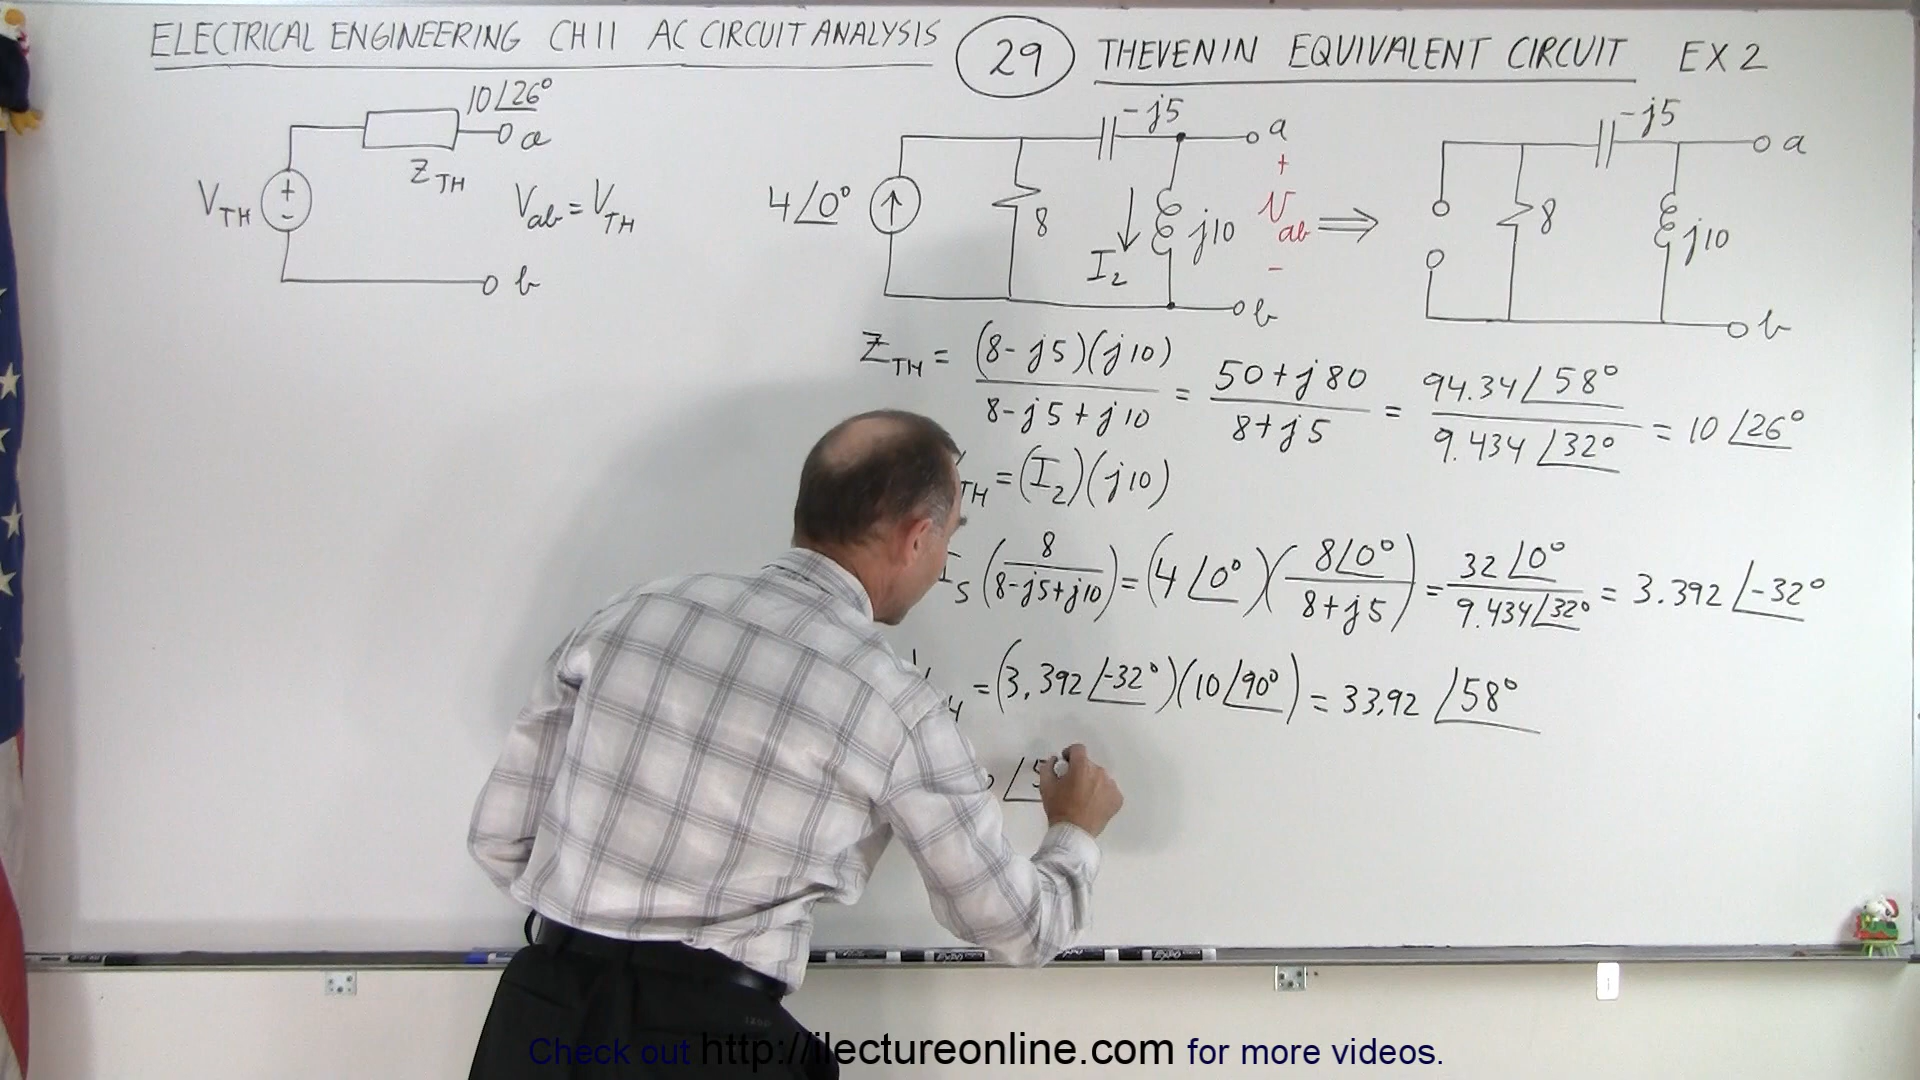 ELECTRICAL ENGINEERING CH 11 AC CIRCUIT ANALYSIS 29 THEVENIN EQUIVALENT CIRCUIT EX 2
10∠26°
a
Z_TH
V_TH
+
-
V_ab = V_TH
b
-j5
a
4∠0°
8
I_2
j10
+
V_ab
-
⇒
b
-j5
a
8
j10
b
Z_TH = (8-j5)(j10) / (8-j5+j10) = (50+j80) / (8+j5) = 94.34∠58° / 9.434∠32° = 10∠26°
TH = (I_2)(j10)
I_S (8 / (8-j5+j10)) = (4∠0°)(8∠0° / (8+j5)) = 32∠0° / 9.434∠32° = 3.392∠-32°
= (3.392∠-32°)(10∠90°) = 33.92∠58°
Check out http://ilectureonline.com for more videos.